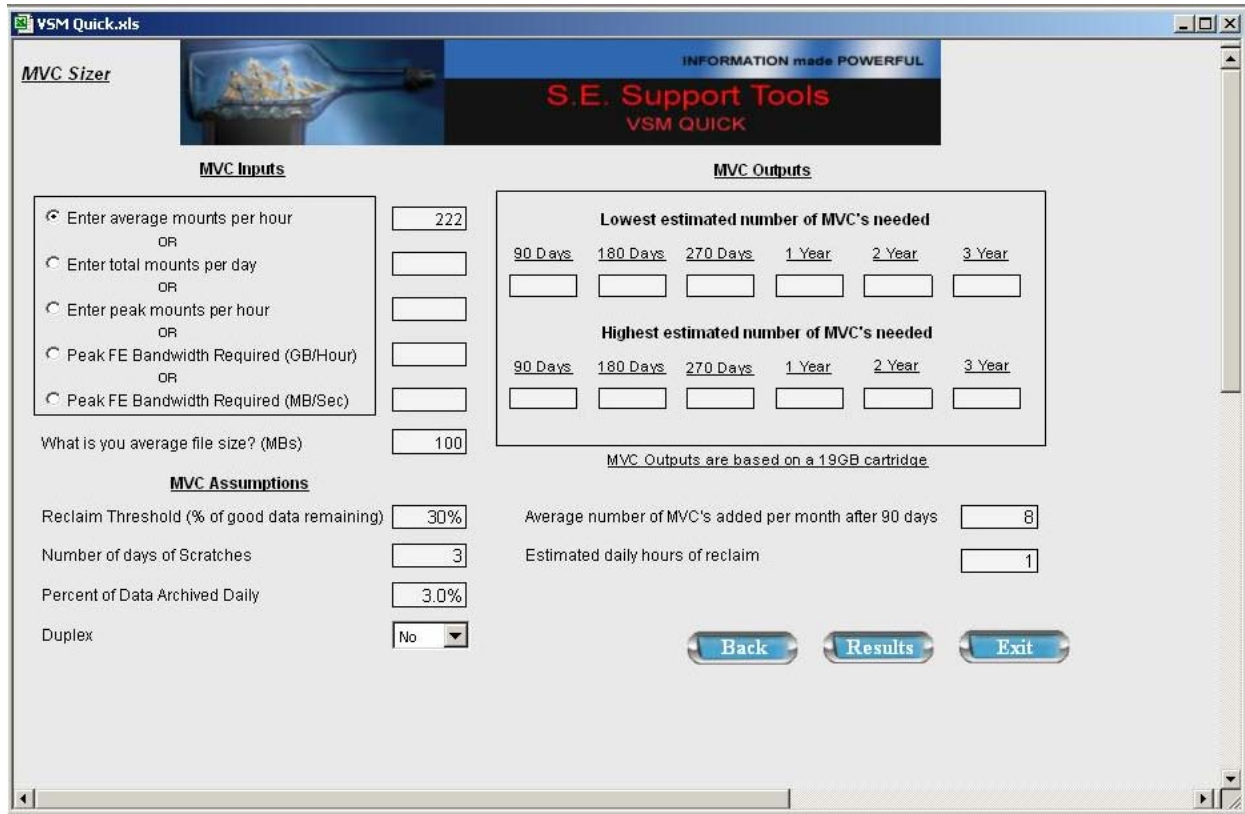 VSM Quick.xls
MVC Sizer
INFORMATION made POWERFUL
S.E. Support Tools
VSM QUICK
MVC Inputs
Enter average mounts per hour 222
OR
Enter total mounts per day
OR
Enter peak mounts per hour
OR
Peak FE Bandwidth Required (GB/Hour)
OR
Peak FE Bandwidth Required (MB/Sec)
What is you average file size? (MBs) 100
MVC Assumptions
Reclaim Threshold (% of good data remaining) 30%
Number of days of Scratches 3
Percent of Data Archived Daily 3.0%
Duplex No
MVC Outputs
Lowest estimated number of MVC's needed
90 Days 180 Days 270 Days 1 Year 2 Year 3 Year
Highest estimated number of MVC's needed
90 Days 180 Days 270 Days 1 Year 2 Year 3 Year
MVC Outputs are based on a 19GB cartridge
Average number of MVC's added per month after 90 days 8
Estimated daily hours of reclaim 1
Back Results Exit